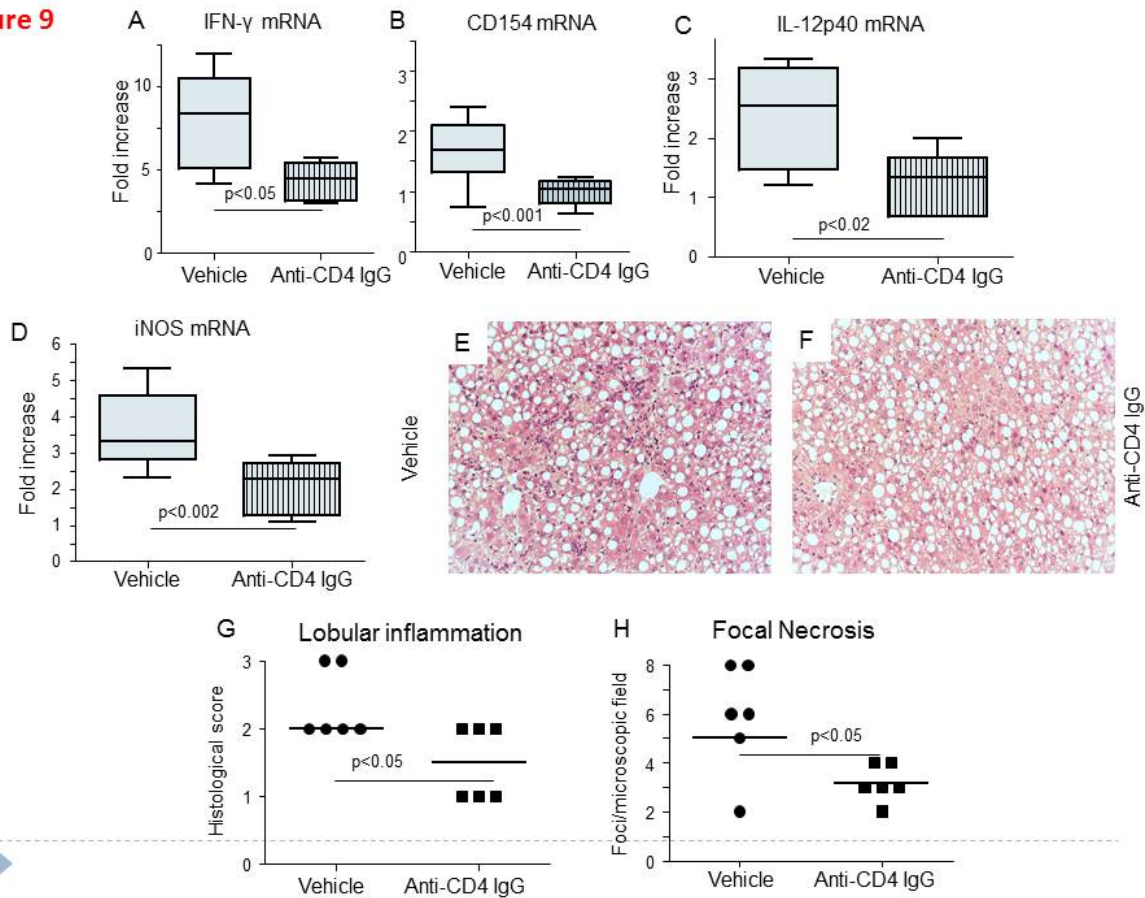 ure 9
A
IFN-γ mRNA
Fold increase
10
5
0
p<0.05
Vehicle
Anti-CD4 IgG
B
CD154 mRNA
3
3
2
1
0
p<0.001
Vehicle
Anti-CD4 IgG
C
IL-12p40 mRNA
Fold increase
3
2
1
0
p<0.02
Vehicle
Anti-CD4 IgG
D
iNOS mRNA
Fold increase
6
5
4
3
2
1
0
p<0.002
Vehicle
Anti-CD4 IgG
E
Vehicle
F
Anti-CD4 IgG
G
Lobular inflammation
Histological score
3
2
1
0
p<0.05
Vehicle
Anti-CD4 IgG
H
Focal Necrosis
Foci/microscopic field
8
6
4
2
0
p<0.05
Vehicle
Anti-CD4 IgG